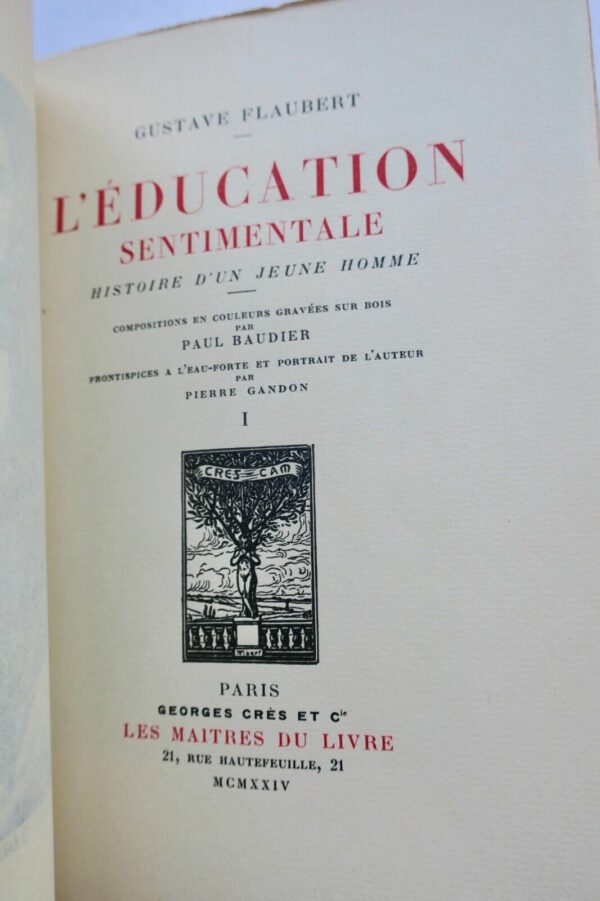 GUSTAVE FLAUBERT
L'ÉDUCATION
SENTIMENTALE
HISTOIRE D'UN JEUNE HOMME
COMPOSITIONS EN COULEURS GRAVÉES SUR BOIS
PAR
PAUL BAUDIER
FRONTISPICES A L'EAU-FORTE ET PORTRAIT DE L'AUTEUR
PAR
PIERRE GANDON
I
CRES CAM
PARIS
GEORGES CRÈS ET Cie
LES MAITRES DU LIVRE
21, RUE HAUTEFEUILLE, 21
MCMXXIV